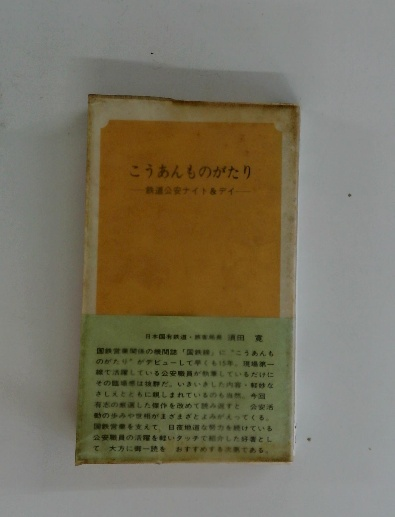 こうあんものがたり
——鉄道公安ナイト&デイ——
日本国有鉄道・旅客局長 須田 寛
国鉄営業関係の機関誌「国鉄線」に"こうあんも
のがたり"がデビューして早くも15年。現場第一
線で活躍している公安職員が執筆しているだけに
その臨場感は抜群だ。いきいきした内容・軽妙な
さしえとともに親しまれているのも当然。今回
有志の厳選した傑作を改めて読み返すと、公安活
動の歩みや世相がまざまざとよみがえってくる。
国鉄営業を支えて、日夜地道な努力を続けている
公安職員の活躍を軽いタッチで紹介した好著とし
て、大方に御一読を おすすめする次第である。